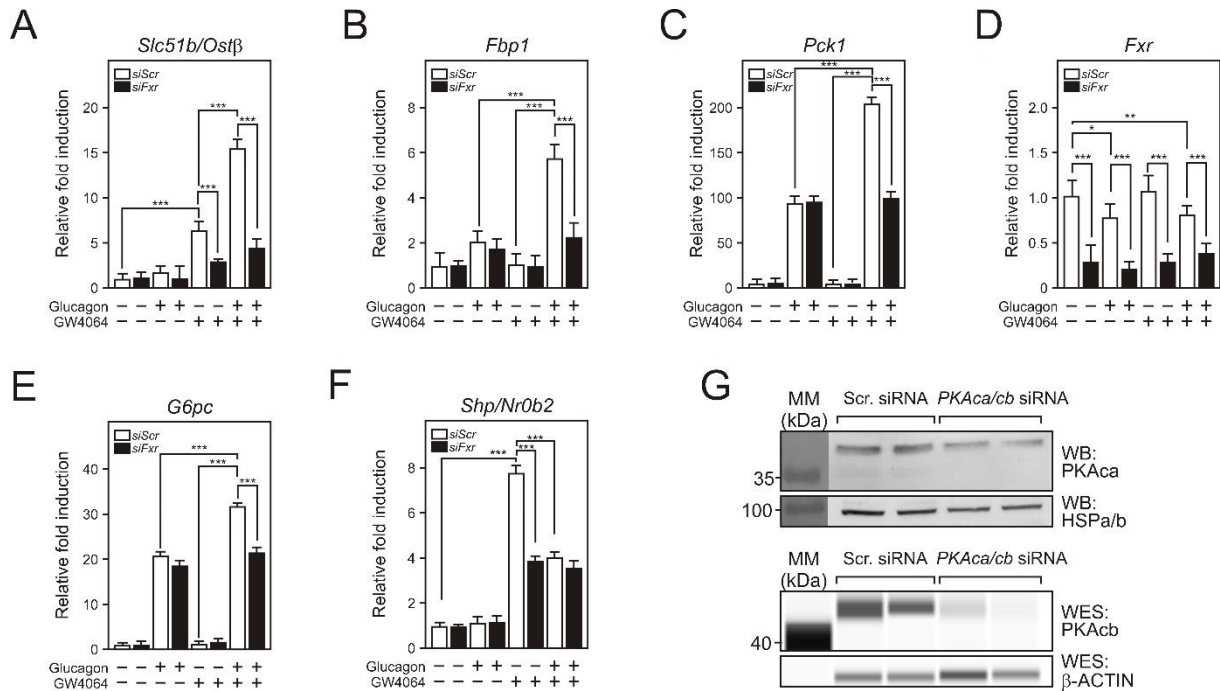 A
Slc51b/Ostβ
siScr
siFxr
Relative fold induction
20
15
10
5
0
***
***
***
***
Glucagon – – + + – – + +
GW4064 – – – – + + + +
B
Fbp1
siScr
siFxr
Relative fold induction
8
6
4
2
0
***
***
***
Glucagon – – + + – – + +
GW4064 – – – – + + + +
C
Pck1
siScr
siFxr
Relative fold induction
200
150
100
50
0
***
***
***
Glucagon – – + + – – + +
GW4064 – – – – + + + +
D
Fxr
siScr
siFxr
Relative fold induction
2.0
1.5
1.0
0.5
0
**
*
***
***
***
***
Glucagon – – + + – – + +
GW4064 – – – – + + + +
E
G6pc
siScr
siFxr
Relative fold induction
40
30
20
10
0
***
***
***
Glucagon – – + + – – + +
GW4064 – – – – + + + +
F
Shp/Nr0b2
siScr
siFxr
Relative fold induction
8
6
4
2
0
***
***
***
Glucagon – – + + – – + +
GW4064 – – – – + + + +
G
MM
(kDa)
Scr. siRNA
PKAca/cb siRNA
35
WB:
PKAca
100
WB:
HSPa/b
MM
(kDa)
Scr. siRNA
PKAca/cb siRNA
40
WES:
PKAcb
WES:
β-ACTIN